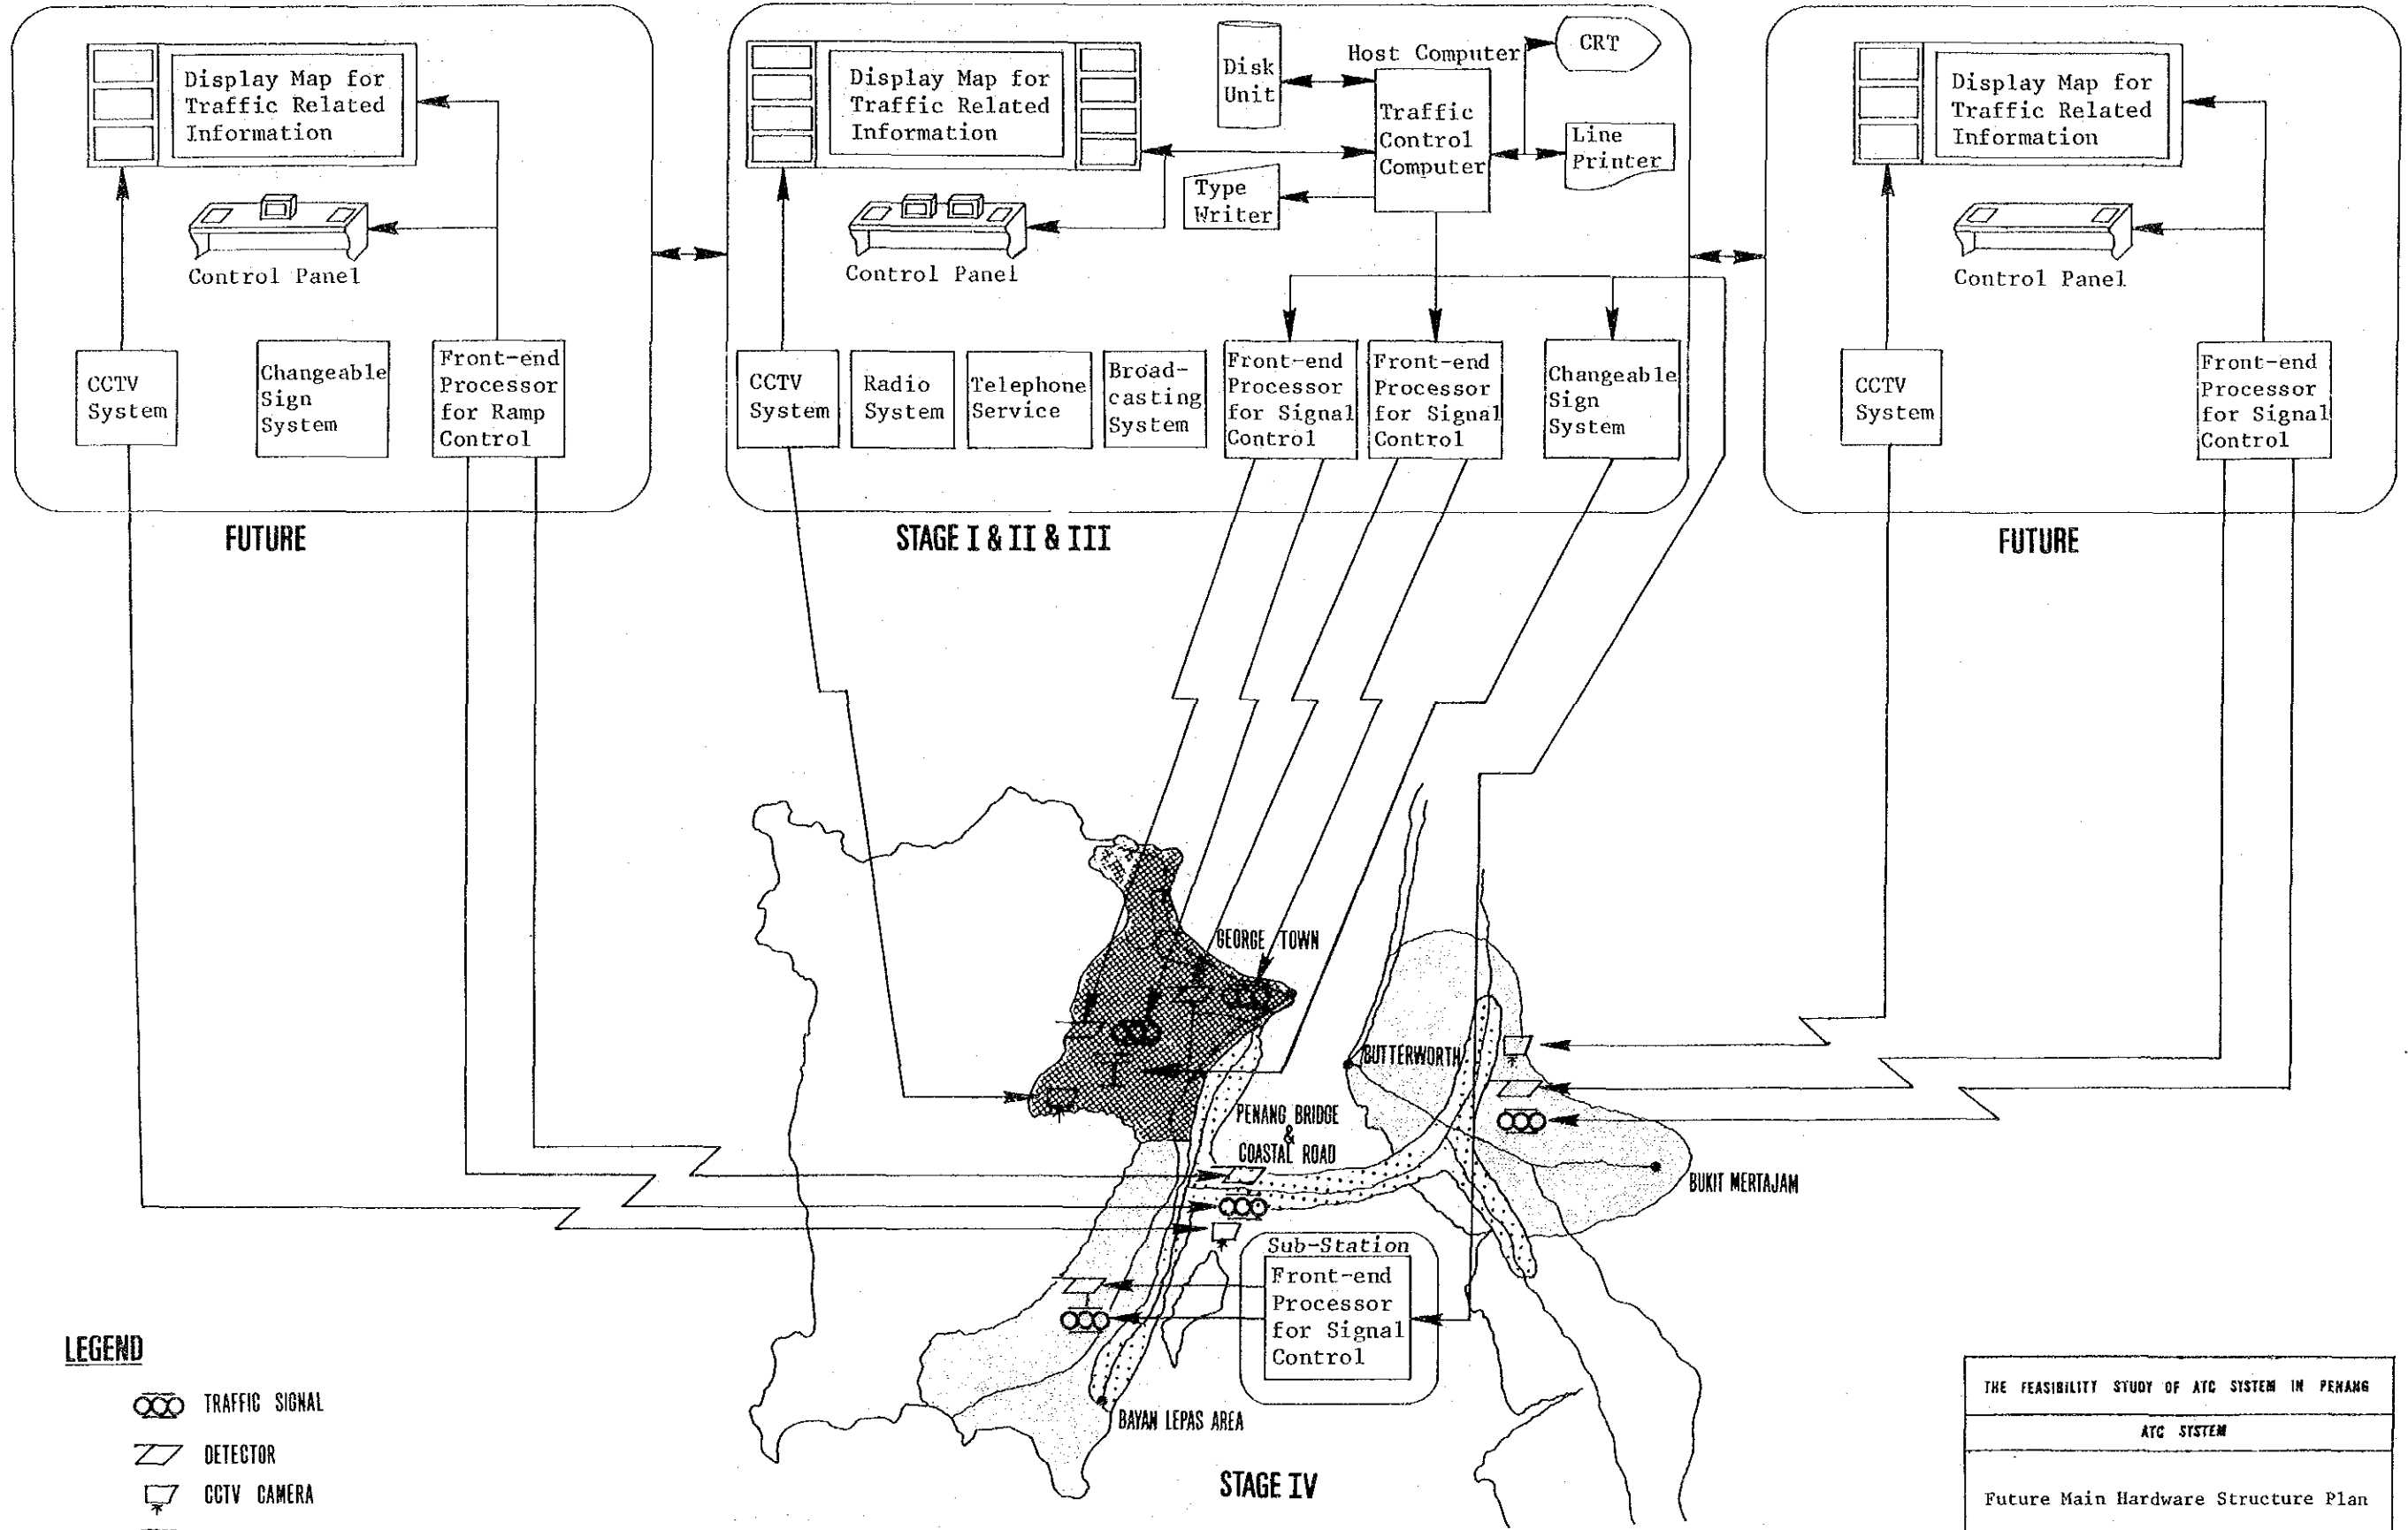 Display Map for
Traffic Related
Information
Control Panel
CCTV
System
Changeable
Sign
System
Front-end
Processor
for Ramp
Control
FUTURE
Display Map for
Traffic Related
Information
Control Panel
Disk
Unit
Host Computer
CRT
Traffic
Control
Computer
Line
Printer
Type
Writer
CCTV
System
Radio
System
Telephone
Service
Broad-
casting
System
Front-end
Processor
for Signal
Control
Front-end
Processor
for Signal
Control
Changeable
Sign
System
STAGE I & II & III
Display Map for
Traffic Related
Information
Control Panel
CCTV
System
Front-end
Processor
for Signal
Control
FUTURE
GEORGE TOWN
BUTTERWORTH
PENANG BRIDGE
&
COASTAL ROAD
BUKIT MERTAJAM
Sub-Station
Front-end
Processor
for Signal
Control
BAYAN LEPAS AREA
STAGE IV
LEGEND
TRAFFIC SIGNAL
DETECTOR
CCTV CAMERA
THE FEASIBILITY STUDY OF ATC SYSTEM IN PENANG
ATC SYSTEM
Future Main Hardware Structure Plan